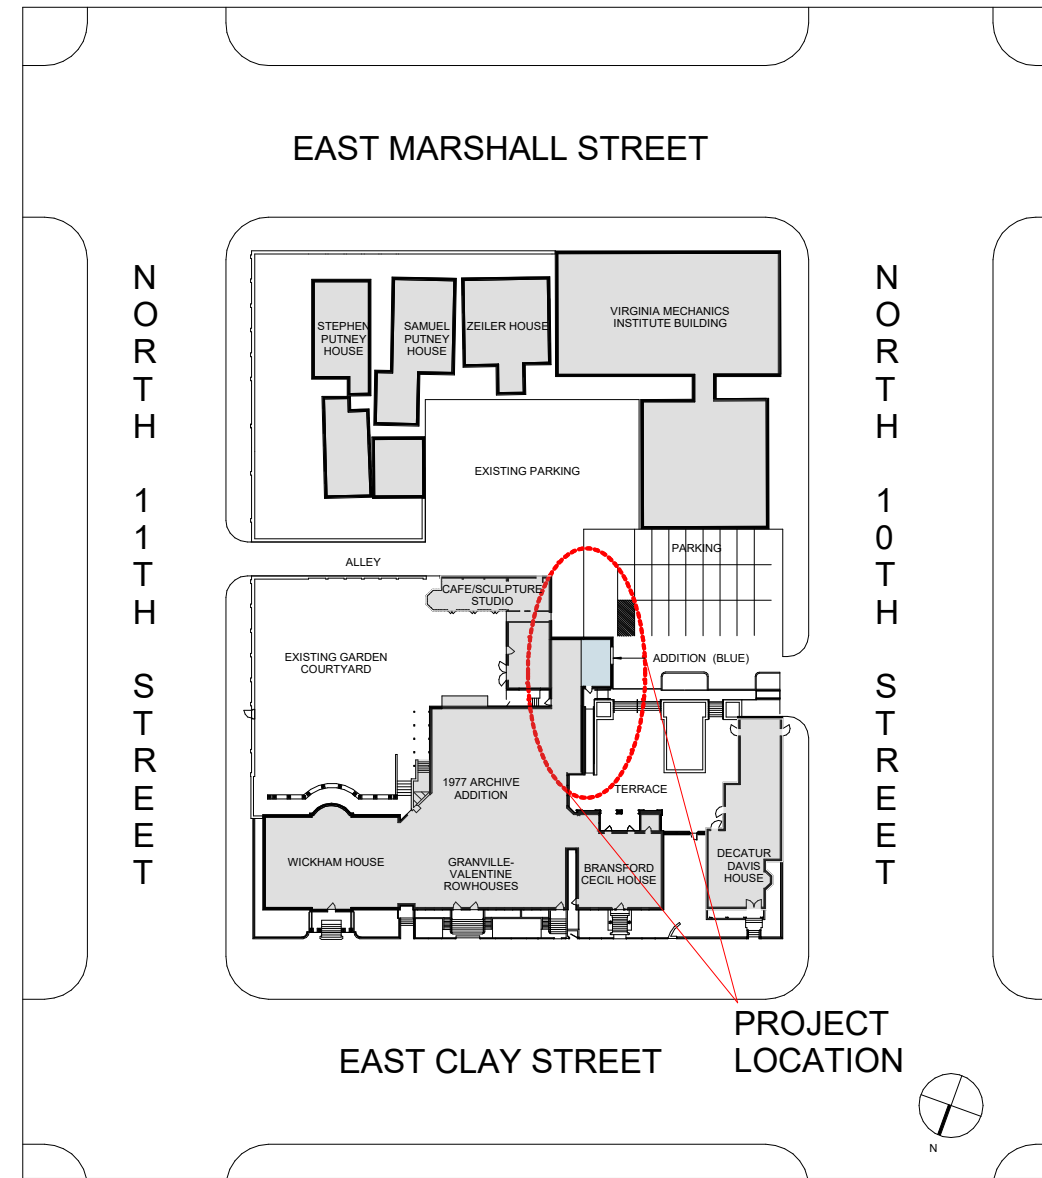 EAST MARSHALL STREET
NORTH 11TH STREET
NORTH 10TH STREET
STEPHEN
PUTNEY
HOUSE
SAMUEL
PUTNEY
HOUSE
ZEILER HOUSE
VIRGINIA MECHANICS
INSTITUTE BUILDING
EXISTING PARKING
PARKING
ALLEY
CAFE/SCULPTURE
STUDIO
EXISTING GARDEN
COURTYARD
ADDITION (BLUE)
1977 ARCHIVE
ADDITION
TERRACE
WICKHAM HOUSE
GRANVILLE-
VALENTINE
ROWHOUSES
BRANSFORD
CECIL HOUSE
DECATUR
DAVIS
HOUSE
PROJECT
LOCATION
EAST CLAY STREET
N